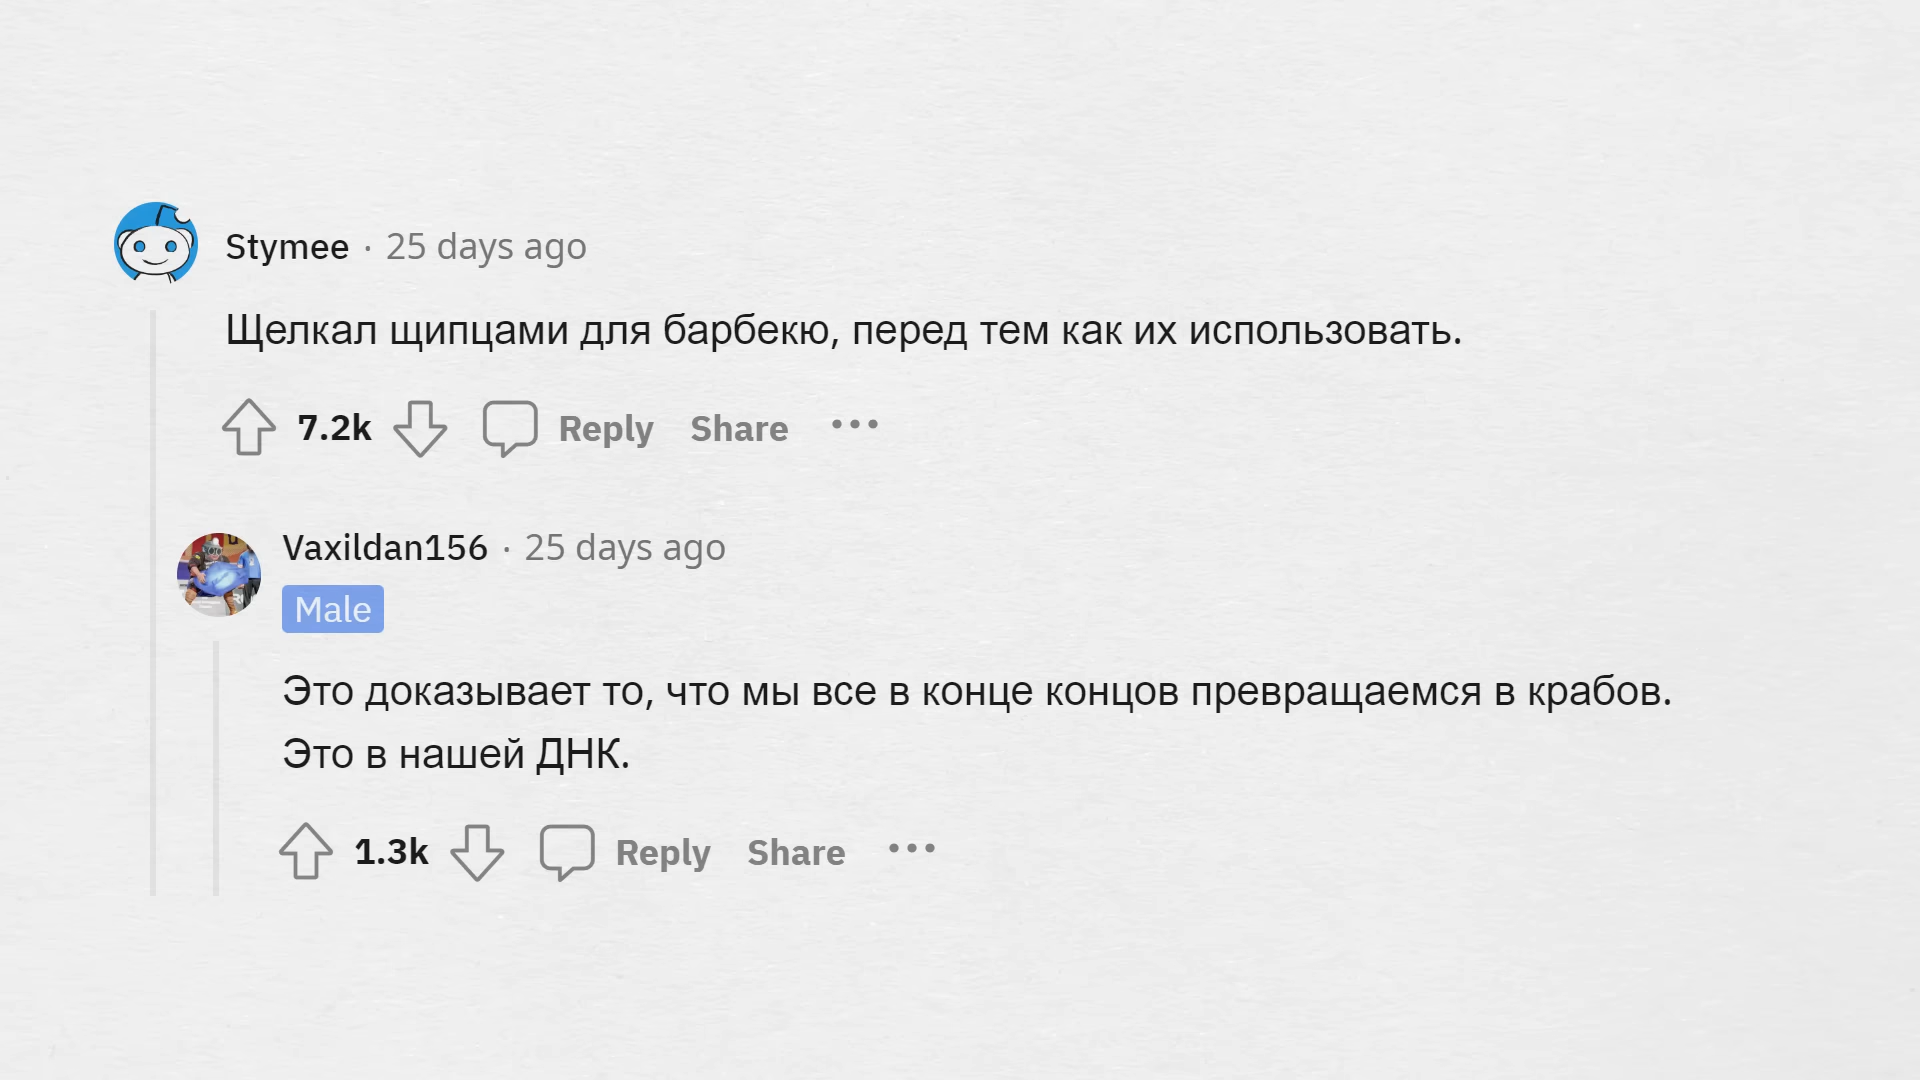 Stymee · 25 days ago
Щелкал щипцами для барбекю, перед тем как их использовать.
7.2k Reply Share ···
Vaxildan156 · 25 days ago
Male
Это доказывает то, что мы все в конце концов превращаемся в крабов.
Это в нашей ДНК.
1.3k Reply Share ···